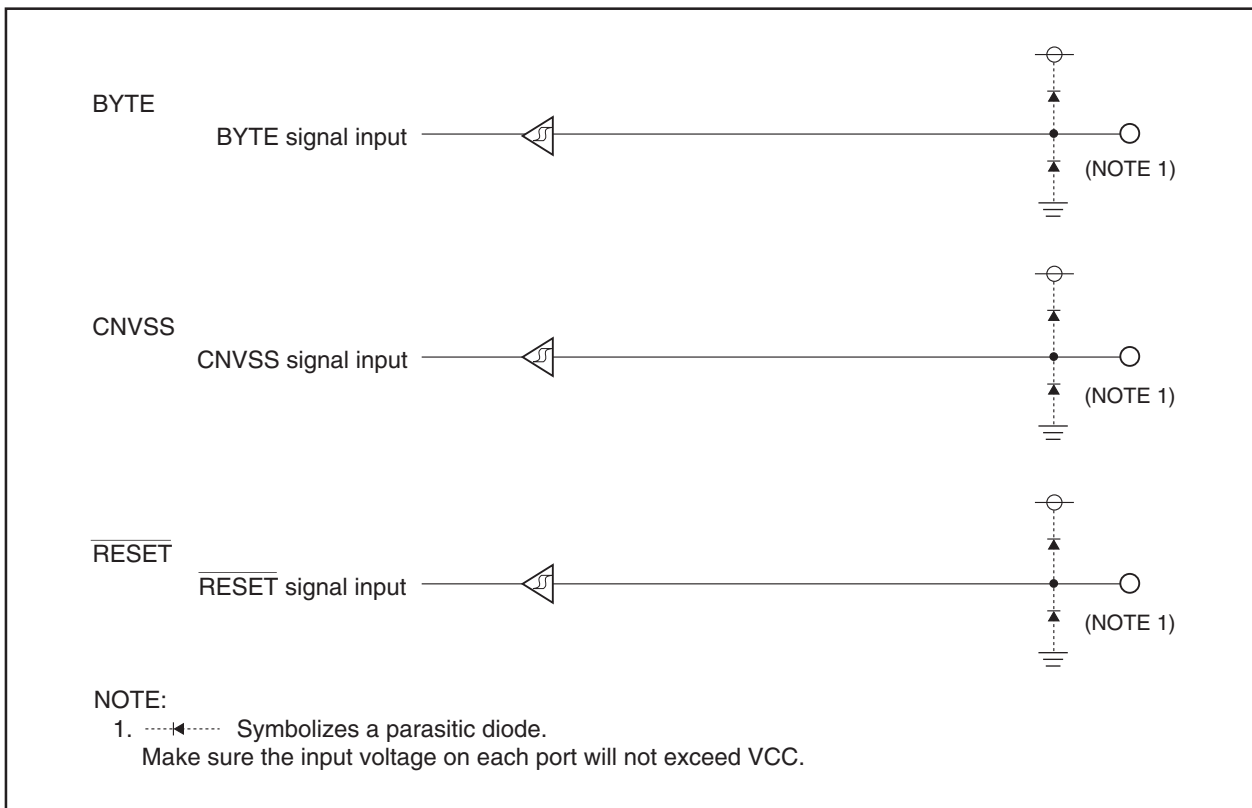 BYTE
BYTE signal input
(NOTE 1)
CNVSS
CNVSS signal input
(NOTE 1)
RESET
RESET signal input
(NOTE 1)
NOTE:
1. Symbolizes a parasitic diode.
Make sure the input voltage on each port will not exceed VCC.